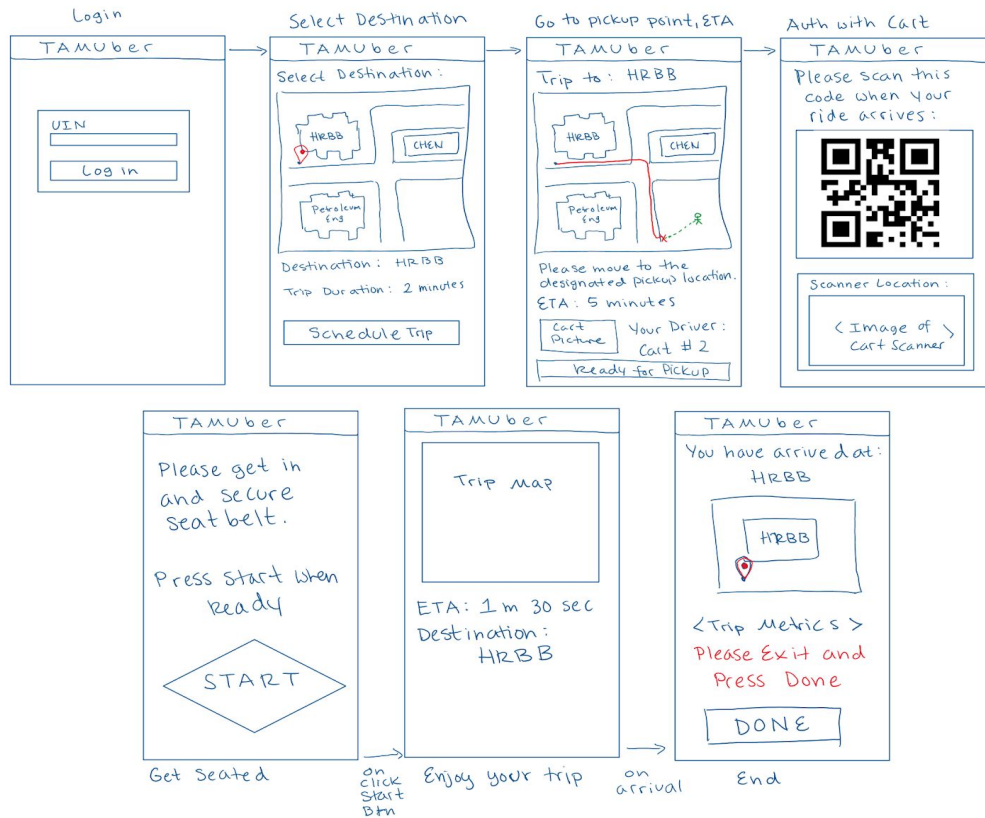 Login
TAMUber
UIN
Login
Select Destination
TAMUber
Select Destination:
HRBB
CHEN
Petroleum
Eng
Destination: HRBB
Trip Duration: 2 minutes
Schedule Trip
Go to pickup point, ETA
TAMUber
Trip to: HRBB
HRBB
CHEN
Petroleum
Eng
Please move to the
designated pickup location.
ETA: 5 minutes
Cart
Picture
Your Driver:
Cart #2
Ready for Pickup
Auth with Cart
TAMUber
Please scan this
code when your
ride arrives:
Scanner Location:
<Image of
Cart Scanner>
TAMUber
Please get in
and secure
seatbelt.
Press Start when
Ready
START
Get Seated
on
click
Start
Btn
TAMUber
Trip Map
ETA: 1 m 30 sec
Destination:
HRBB
Enjoy your trip
on
arrival
TAMUber
You have arrived at:
HRBB
HRBB
<Trip Metrics>
Please Exit and
Press Done
DONE
End